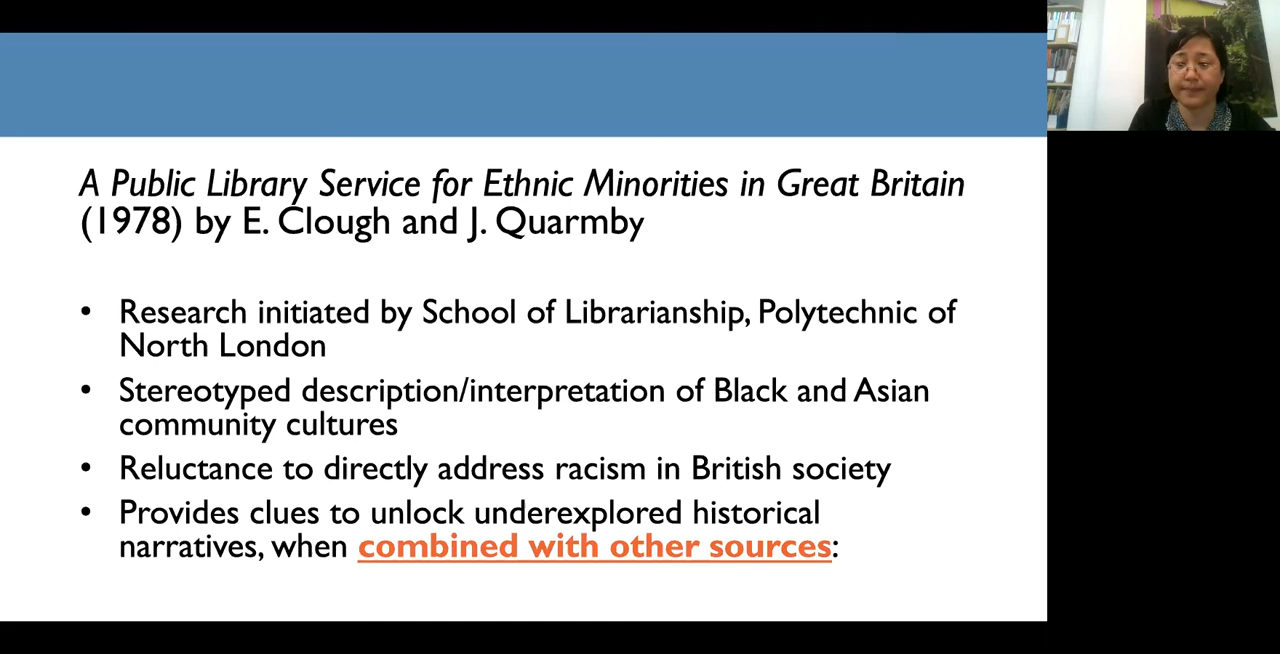 A Public Library Service for Ethnic Minorities in Great Britain
(1978) by E. Clough and J. Quarmby
• Research initiated by School of Librarianship, Polytechnic of
North London
• Stereotyped description/interpretation of Black and Asian
community cultures
• Reluctance to directly address racism in British society
• Provides clues to unlock underexplored historical
narratives, when combined with other sources: